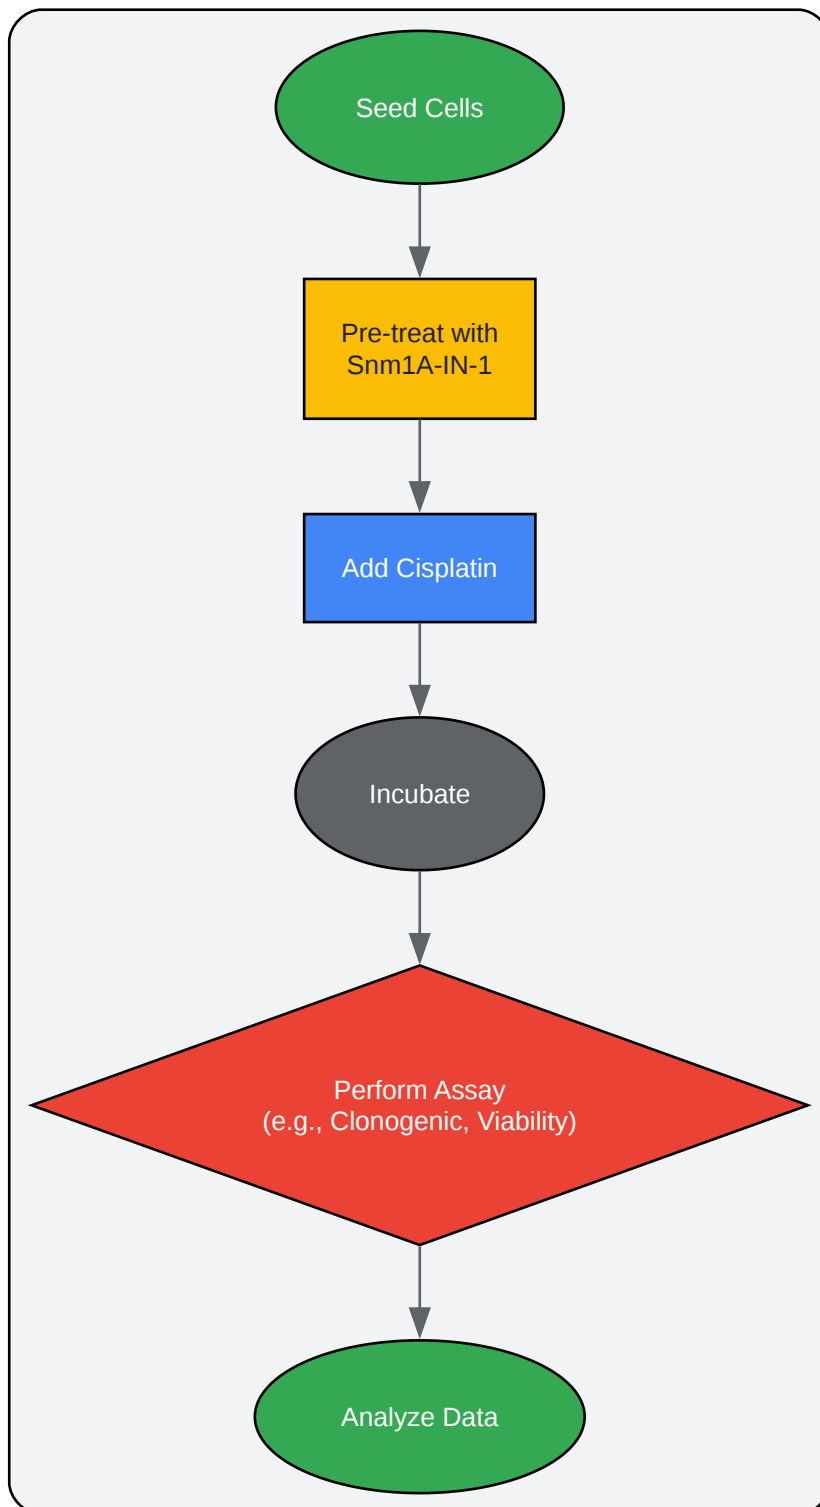 Seed Cells
Pre-treat with
Snm1A-IN-1
Add Cisplatin
Incubate
Perform Assay
(e.g., Clonogenic, Viability)
Analyze Data